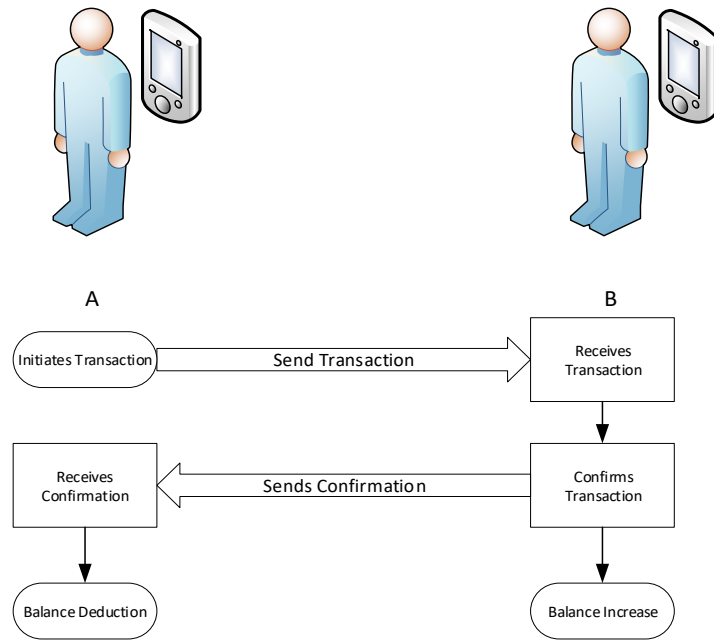 A
B
Initiates Transaction
Send Transaction
Receives
Transaction
Receives
Confirmation
Sends Confirmation
Confirms
Transaction
Balance Deduction
Balance Increase